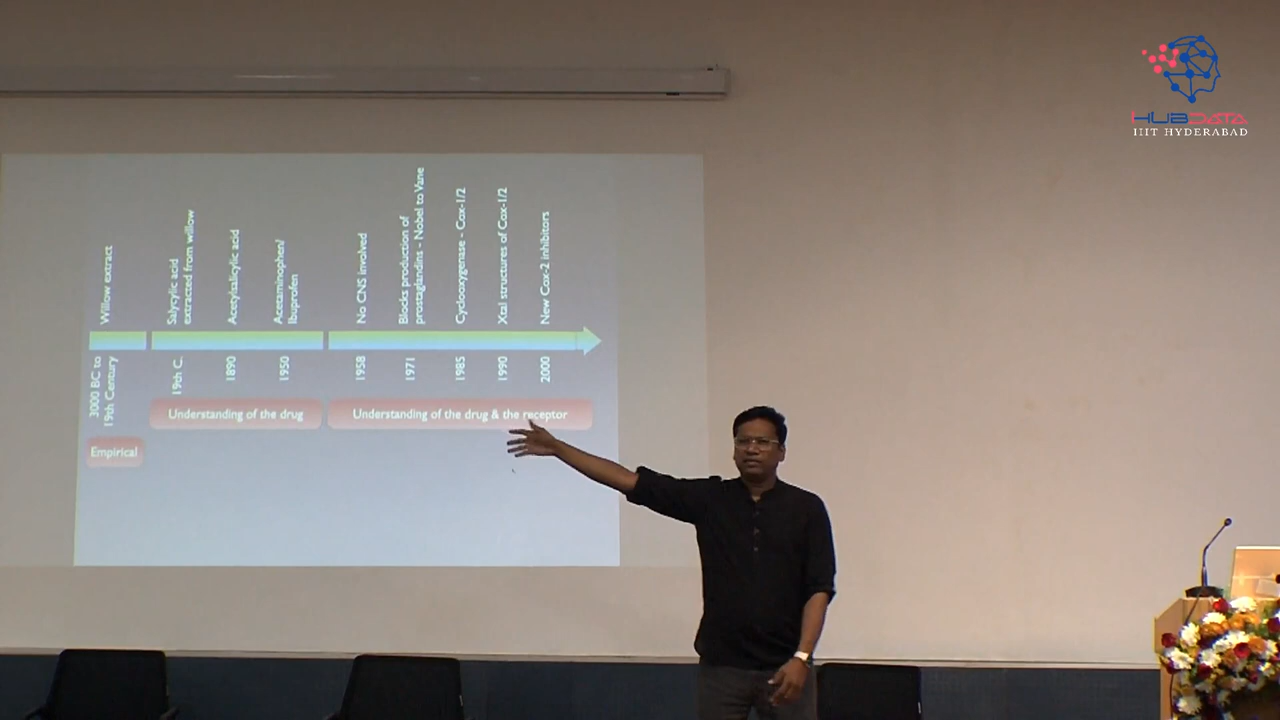 HUBDATA
IIIT HYDERABAD
Willow extract
Salycylic acid
extracted from willow
Acetylsalicylic acid
Acetaminophen/
Ibuprofen
No CNS involved
Blocks production of
prostaglandins - Nobel to Vane
Cyclooxygenase - Cox-1/2
Xtal structures of Cox-1/2
New Cox-2 inhibitors
3000 BC to
19th Century
19th C.
1890
1950
1958
1971
1985
1990
2000
Understanding of the drug
Understanding of the drug & the receptor
Empirical